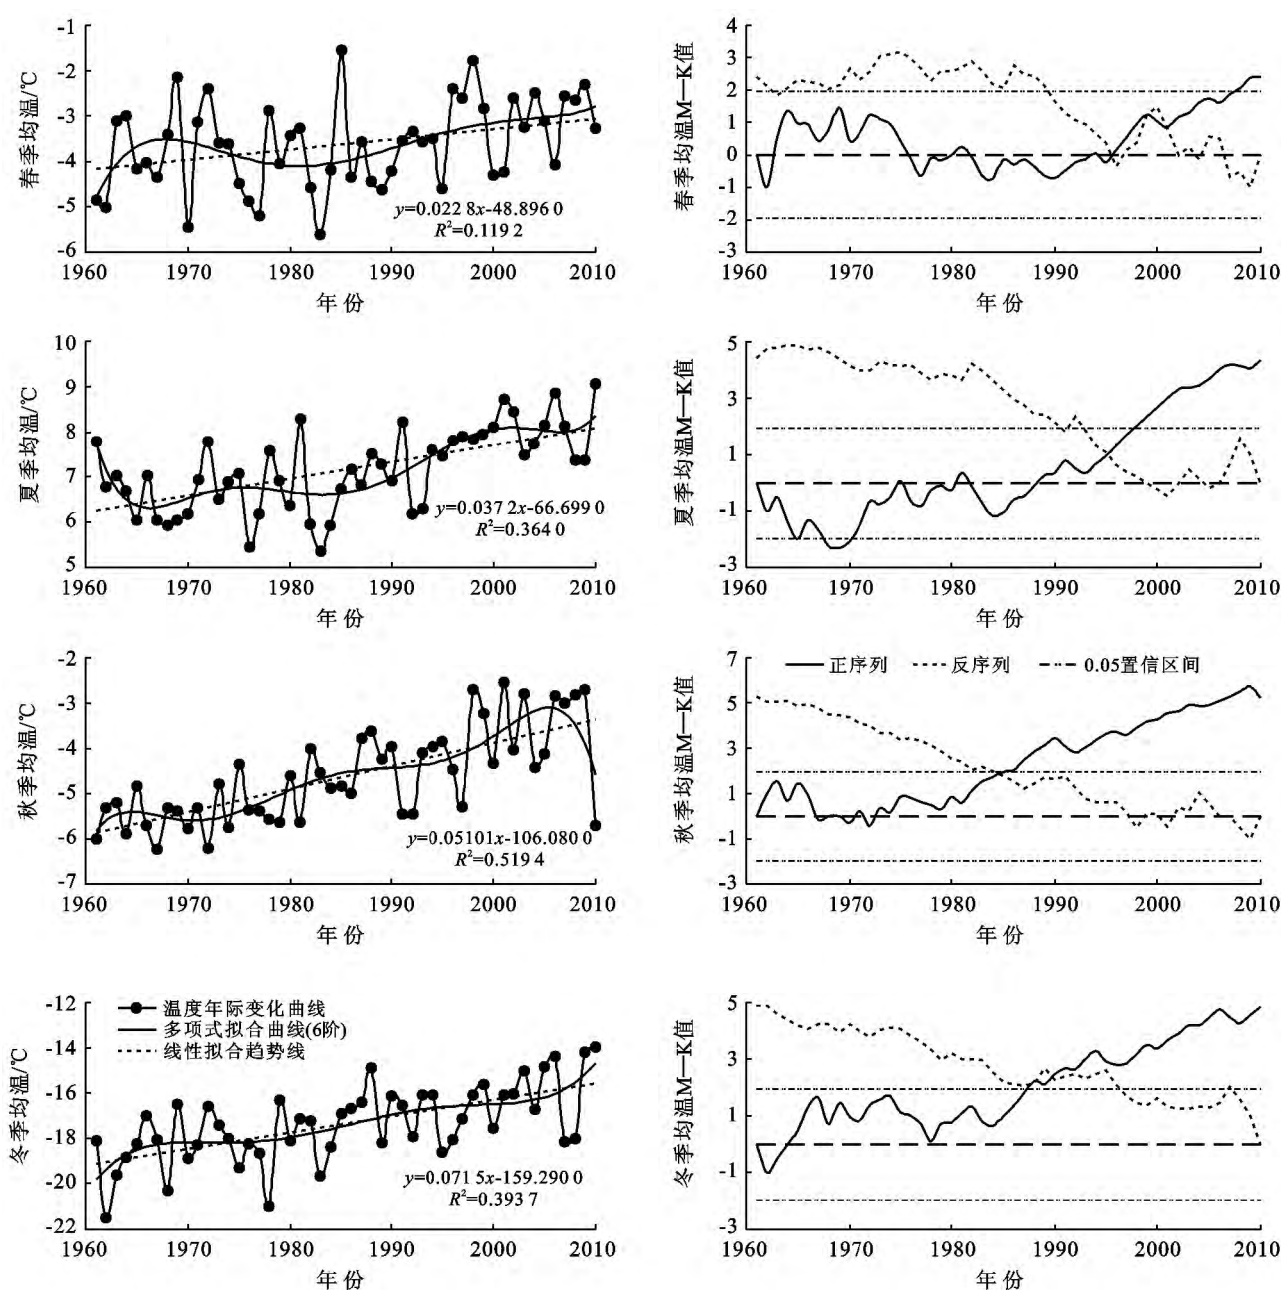 -1
-2
-3
-4
-5
-6
春季均温/℃
y=0.022 8x-48.896 0
R²=0.119 2
1960 1970 1980 1990 2000 2010
年 份
4
3
2
1
0
-1
-2
-3
春季均温M—K值
1960 1970 1980 1990 2000 2010
年 份
10
9
8
7
6
5
夏季均温/℃
y=0.037 2x-66.699 0
R²=0.364 0
1960 1970 1980 1990 2000 2010
年 份
5
3
1
-1
-3
夏季均温M—K值
1960 1970 1980 1990 2000 2010
年 份
-2
-3
-4
-5
-6
-7
秋季均温/℃
y=0.05101x-106.080 0
R²=0.519 4
1960 1970 1980 1990 2000 2010
年 份
7
5
3
1
-1
-3
秋季均温M—K值
正序列 反序列 0.05置信区间
1960 1970 1980 1990 2000 2010
年 份
-12
-14
-16
-18
-20
-22
冬季均温/℃
温度年际变化曲线
多项式拟合曲线(6阶)
线性拟合趋势线
y=0.071 5x-159.290 0
R²=0.393 7
1960 1970 1980 1990 2000 2010
年 份
5
3
1
-1
-3
冬季均温M—K值
1960 1970 1980 1990 2000 2010
年 份